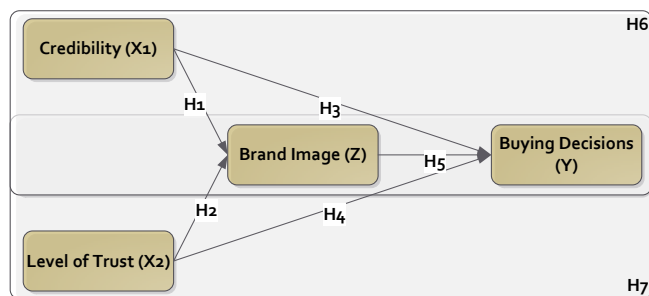 H6
Credibility (X1)
H1
H3
Brand Image (Z)
H5
Buying Decisions
(Y)
H2
H4
Level of Trust (X2)
H7